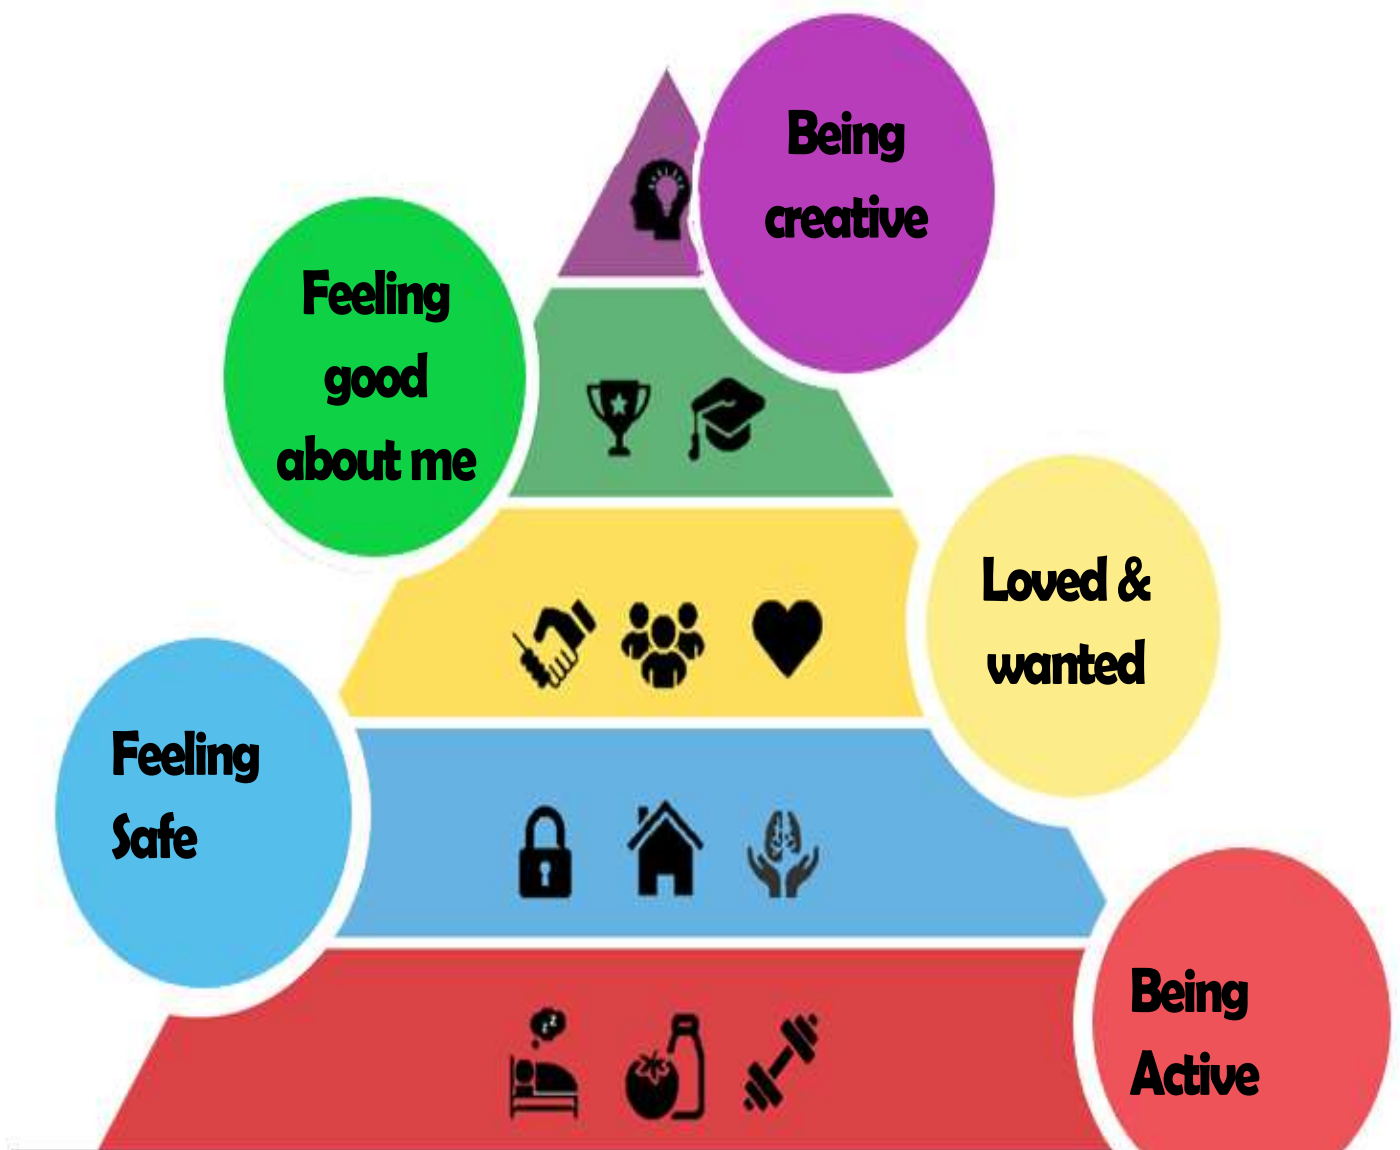 Being
creative
Feeling
good
about me
Loved &
wanted
Feeling
Safe
Being
Active